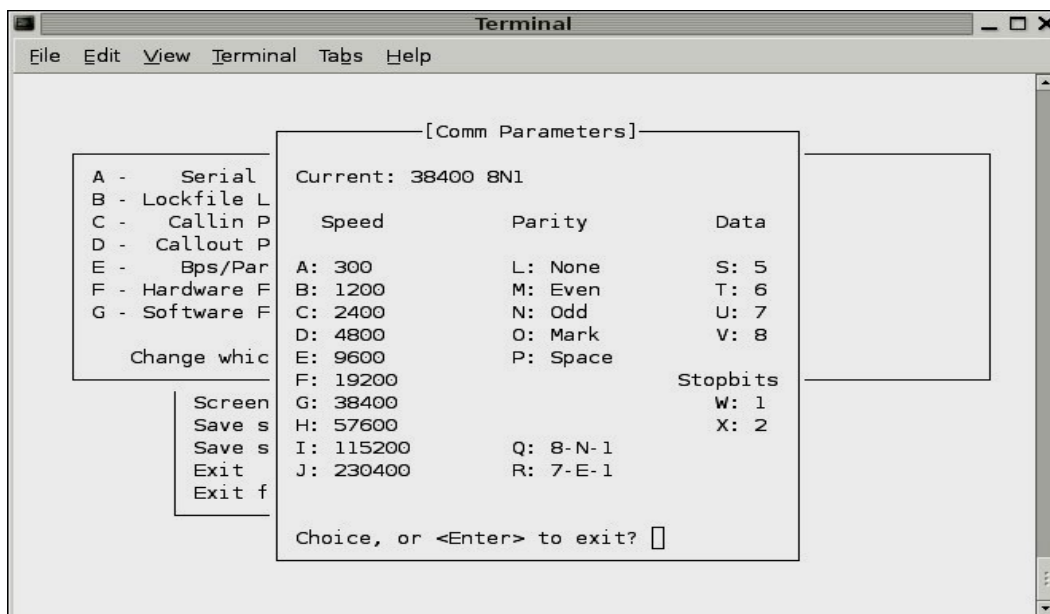 Terminal
File Edit View Terminal Tabs Help
[Comm Parameters]
A - Serial
B - Lockfile L
C - Callin P
D - Callout P
E - Bps/Par
F - Hardware F
G - Software F
Change whic
Screen
Save s
Save s
Exit
Exit f
Current: 38400 8N1
Speed Parity Data
A: 300 L: None S: 5
B: 1200 M: Even T: 6
C: 2400 N: Odd U: 7
D: 4800 O: Mark V: 8
E: 9600 P: Space
F: 19200 Stopbits
G: 38400 W: 1
H: 57600 X: 2
I: 115200 Q: 8-N-1
J: 230400 R: 7-E-1
Choice, or <Enter> to exit?